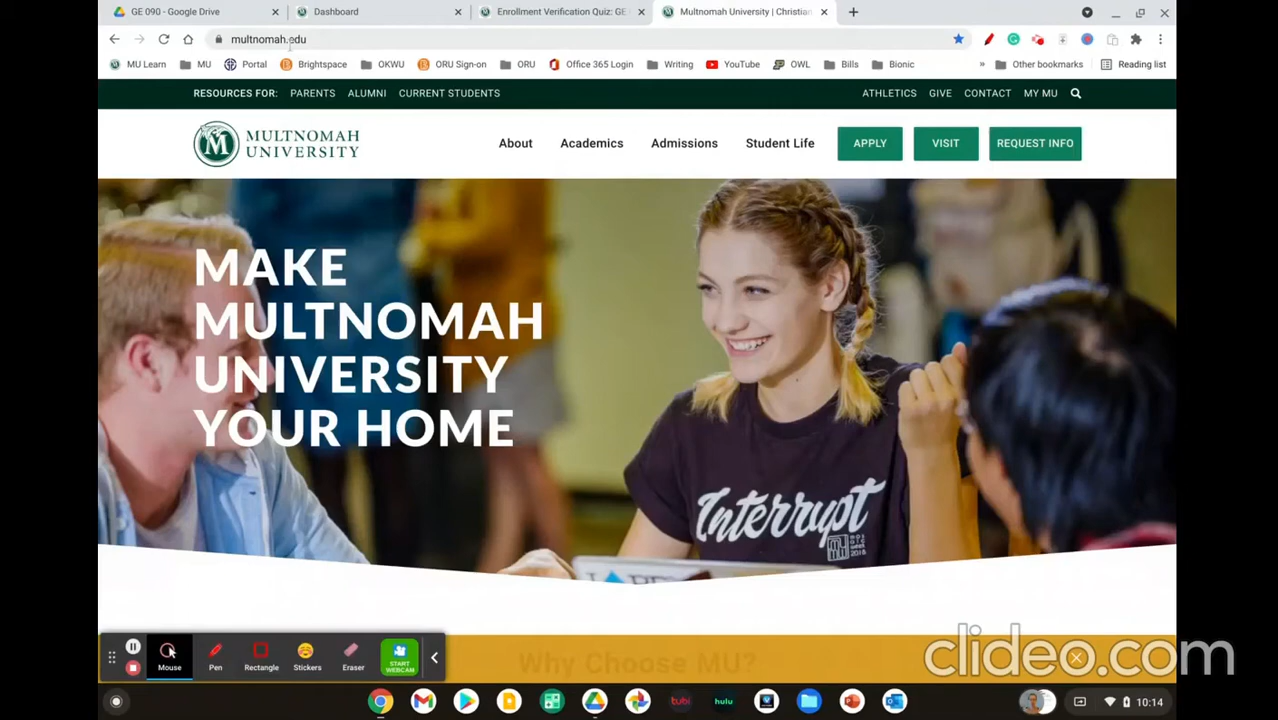 GE 090 - Google Drive
Dashboard
Enrollment Verification Quiz: GE
Multnomah University | Christian
multnomah.edu
MU Learn
MU
Portal
Brightspace
OKWU
ORU Sign-on
ORU
Office 365 Login
Writing
YouTube
OWL
Bills
Bionic
»
Other bookmarks
Reading list
RESOURCES FOR: PARENTS ALUMNI CURRENT STUDENTS
ATHLETICS GIVE CONTACT MY MU
M
MULTNOMAH
UNIVERSITY
About
Academics
Admissions
Student Life
APPLY
VISIT
REQUEST INFO
MAKE
MULTNOMAH
UNIVERSITY
YOUR HOME
Interrupt
Why Choose MU?
Mouse
Pen
Rectangle
Stickers
Eraser
START
WEBCAM
clideo.com
tubi
hulu
10:14